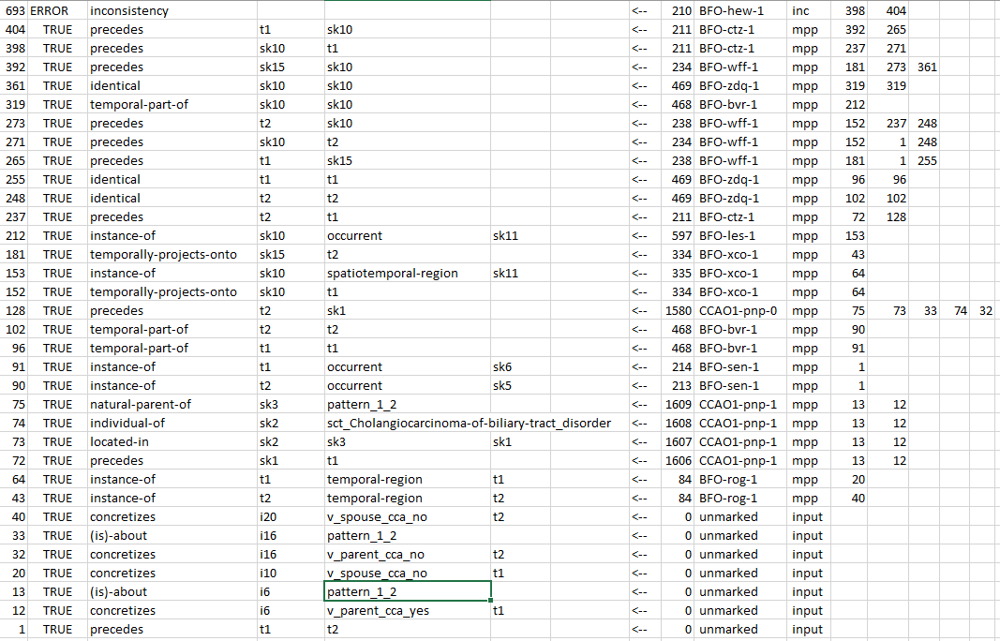 693 ERROR inconsistency <-- 210 BFO-hew-1 inc 398 404
404 TRUE precedes t1 sk10 <-- 211 BFO-ctz-1 mpp 392 265
398 TRUE precedes sk10 t1 <-- 211 BFO-ctz-1 mpp 237 271
392 TRUE precedes sk15 sk10 <-- 234 BFO-wff-1 mpp 181 273 361
361 TRUE identical sk10 sk10 <-- 469 BFO-zdq-1 mpp 319 319
319 TRUE temporal-part-of sk10 sk10 <-- 468 BFO-bvr-1 mpp 212
273 TRUE precedes t2 sk10 <-- 238 BFO-wff-1 mpp 152 237 248
271 TRUE precedes sk10 t2 <-- 234 BFO-wff-1 mpp 152 1 248
265 TRUE precedes t1 sk15 <-- 238 BFO-wff-1 mpp 181 1 255
255 TRUE identical t1 t1 <-- 469 BFO-zdq-1 mpp 96 96
248 TRUE identical t2 t2 <-- 469 BFO-zdq-1 mpp 102 102
237 TRUE precedes t2 t1 <-- 211 BFO-ctz-1 mpp 72 128
212 TRUE instance-of sk10 occurrent sk11 <-- 597 BFO-les-1 mpp 153
181 TRUE temporally-projects-onto sk15 t2 <-- 334 BFO-xco-1 mpp 43
153 TRUE instance-of sk10 spatiotemporal-region sk11 <-- 335 BFO-xco-1 mpp 64
152 TRUE temporally-projects-onto sk10 t1 <-- 334 BFO-xco-1 mpp 64
128 TRUE precedes t2 sk1 <-- 1580 CCAO1-pnp-0 mpp 75 73 33 74 32
102 TRUE temporal-part-of t2 t2 <-- 468 BFO-bvr-1 mpp 90
96 TRUE temporal-part-of t1 t1 <-- 468 BFO-bvr-1 mpp 91
91 TRUE instance-of t1 occurrent sk6 <-- 214 BFO-sen-1 mpp 1
90 TRUE instance-of t2 occurrent sk5 <-- 213 BFO-sen-1 mpp 1
75 TRUE natural-parent-of sk3 pattern_1_2 <-- 1609 CCAO1-pnp-1 mpp 13 12
74 TRUE individual-of sk2 sct_Cholangiocarcinoma-of-biliary-tract_disorder <-- 1608 CCAO1-pnp-1 mpp 13 12
73 TRUE located-in sk2 sk3 sk1 <-- 1607 CCAO1-pnp-1 mpp 13 12
72 TRUE precedes sk1 t1 <-- 1606 CCAO1-pnp-1 mpp 13 12
64 TRUE instance-of t1 temporal-region t1 <-- 84 BFO-rog-1 mpp 20
43 TRUE instance-of t2 temporal-region t2 <-- 84 BFO-rog-1 mpp 40
40 TRUE concretizes i20 v_spouse_cca_no t2 <-- 0 unmarked input
33 TRUE (is)-about i16 pattern_1_2 <-- 0 unmarked input
32 TRUE concretizes i16 v_parent_cca_no t2 <-- 0 unmarked input
20 TRUE concretizes i10 v_spouse_cca_no t1 <-- 0 unmarked input
13 TRUE (is)-about i6 pattern_1_2 <-- 0 unmarked input
12 TRUE concretizes i6 v_parent_cca_yes t1 <-- 0 unmarked input
1 TRUE precedes t1 t2 <-- 0 unmarked input